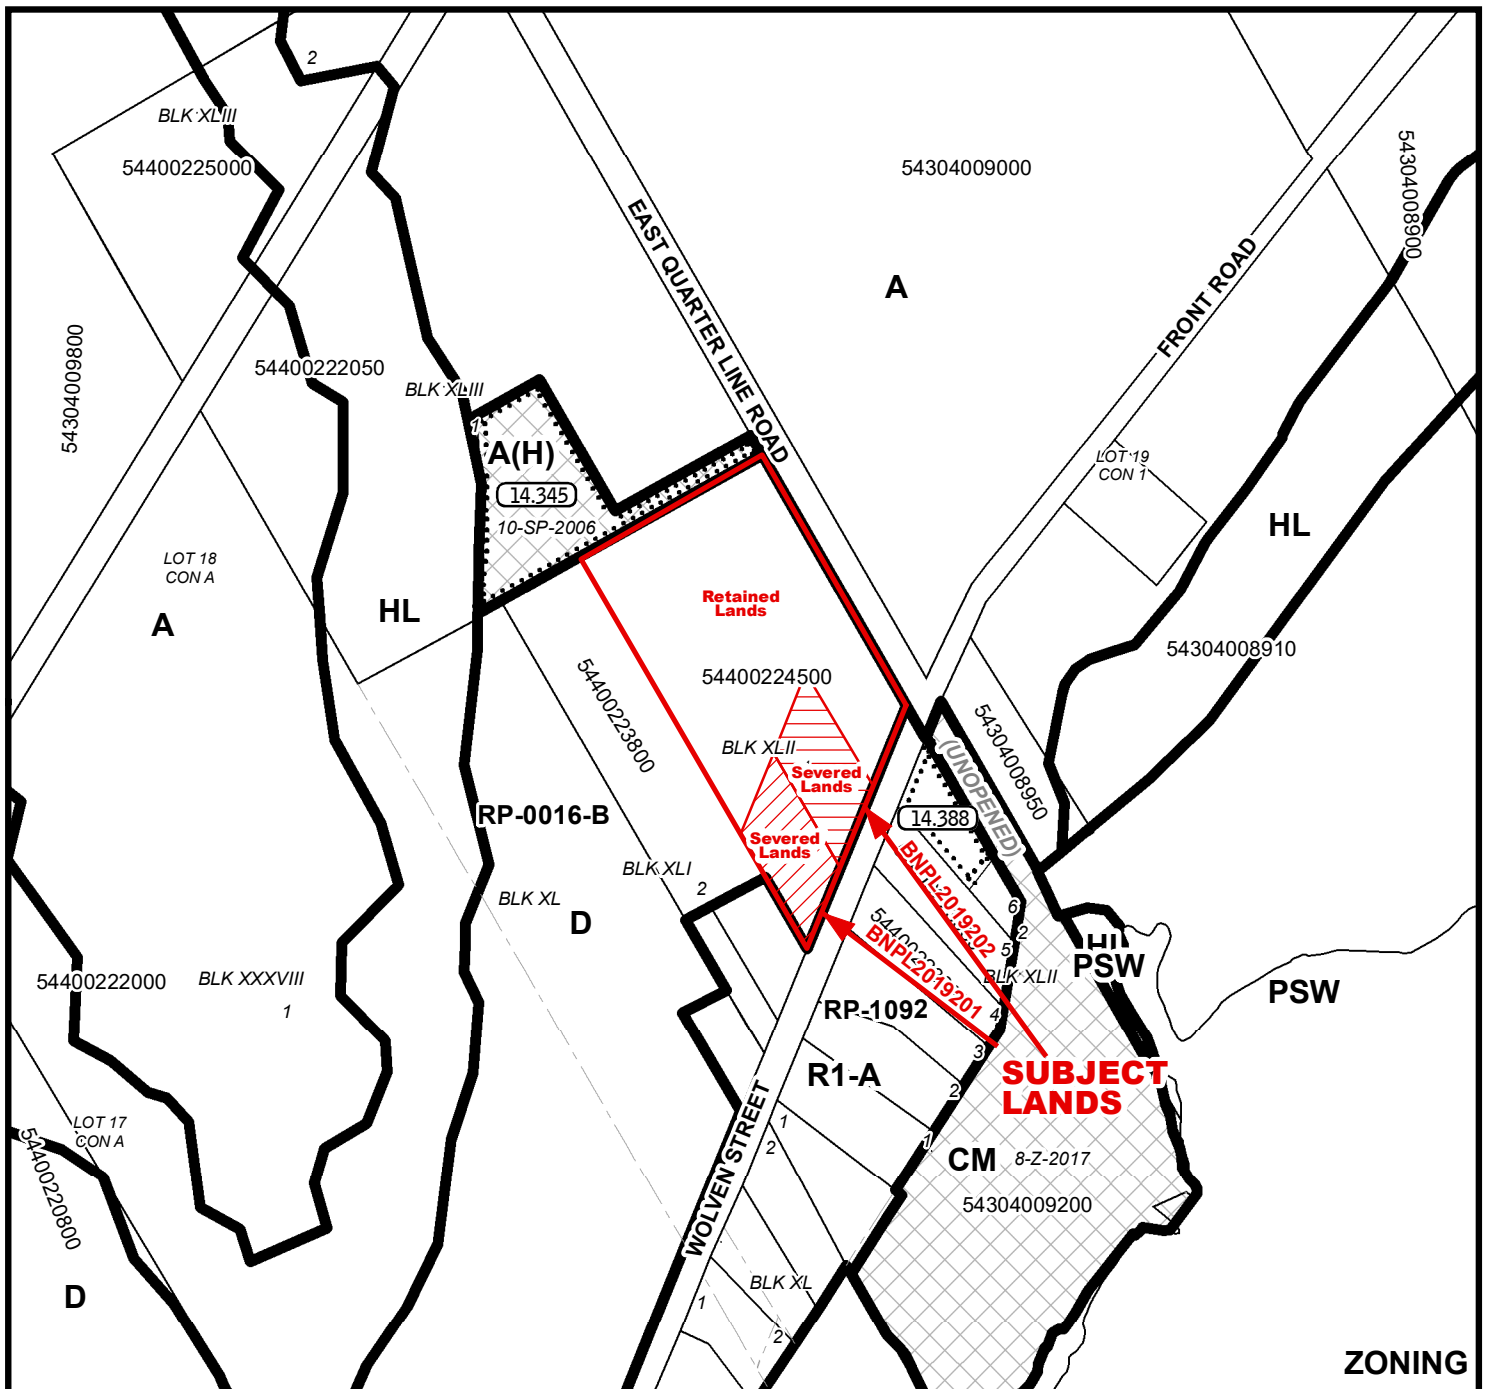 2
BLK XLIII
54400225000
54304009000
54304008900
EAST QUARTER LINE ROAD
A
FRONT ROAD
54304009800
54400222050
BLK XLIII
1
A(H)
14.345
10-SP-2006
LOT 19
CON 1
HL
LOT 18
CON A
A
HL
Retained
Lands
54304008910
54400223800
54400224500
BLK XLII
54304008950
(UNOPENED)
Severed
Lands
RP-0016-B
14.388
Severed
Lands
BLK XLI
2
BNPL2019202
BLK XL
D
6
2
5
BNPL2019201
HL
PSW
BLK XLII
54400222000
BLK XXXVIII
1
PSW
RP-1092
4
3
R1-A
SUBJECT
LANDS
2
1
LOT 17
CON A
1
2
WOLVEN STREET
CM
8-Z-2017
54400220800
54304009200
D
BLK XL
1
2
ZONING